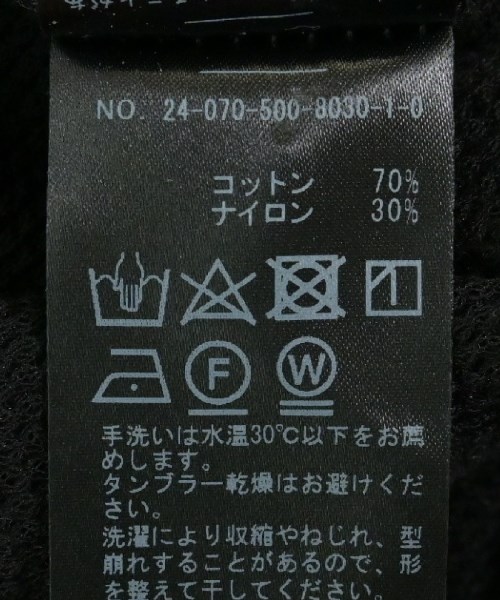 NO. 24-070-500-8030-1-0
コットン 70%
ナイロン 30%
F W
手洗いは水温30℃以下をお薦
めします。
タンブラー乾燥はお避けくだ
さい。
洗濯により収縮やねじれ、型
崩れすることがあるので、形
を整えて干してください。